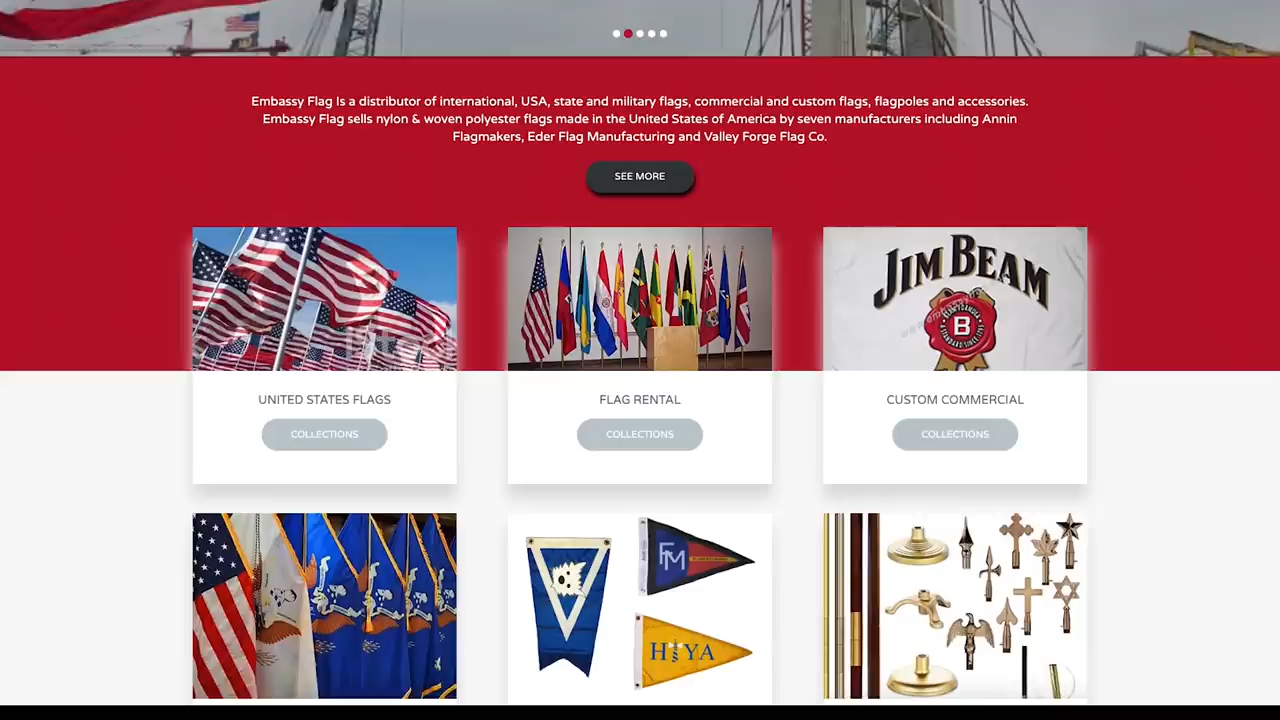 Embassy Flag Is a distributor of international, USA, state and military flags, commercial and custom flags, flagpoles and accessories.
Embassy Flag sells nylon & woven polyester flags made in the United States of America by seven manufacturers including Annin
Flagmakers, Eder Flag Manufacturing and Valley Forge Flag Co.
SEE MORE
JIM BEAM
B
UNITED STATES FLAGS
FLAG RENTAL
CUSTOM COMMERCIAL
COLLECTIONS
COLLECTIONS
COLLECTIONS
FM
HYA